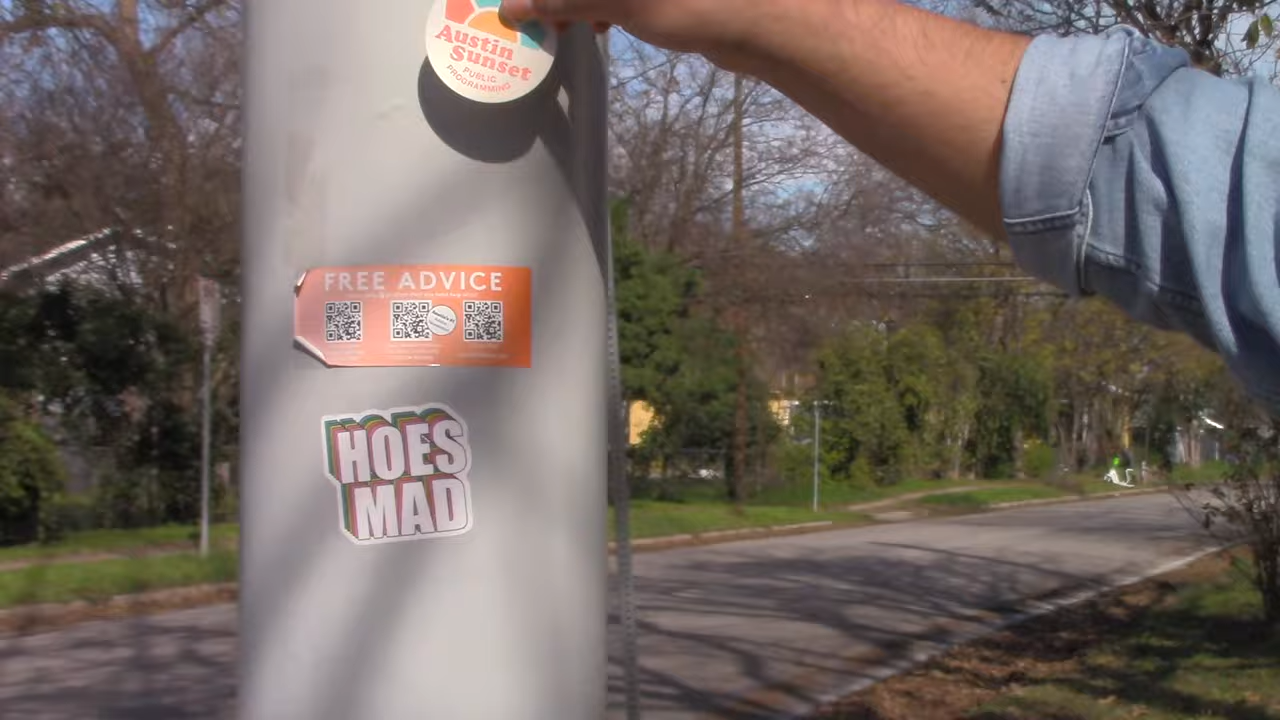 Austin
Sunset
PUBLIC
PROGRAMMING
FREE ADVICE
HOES
MAD